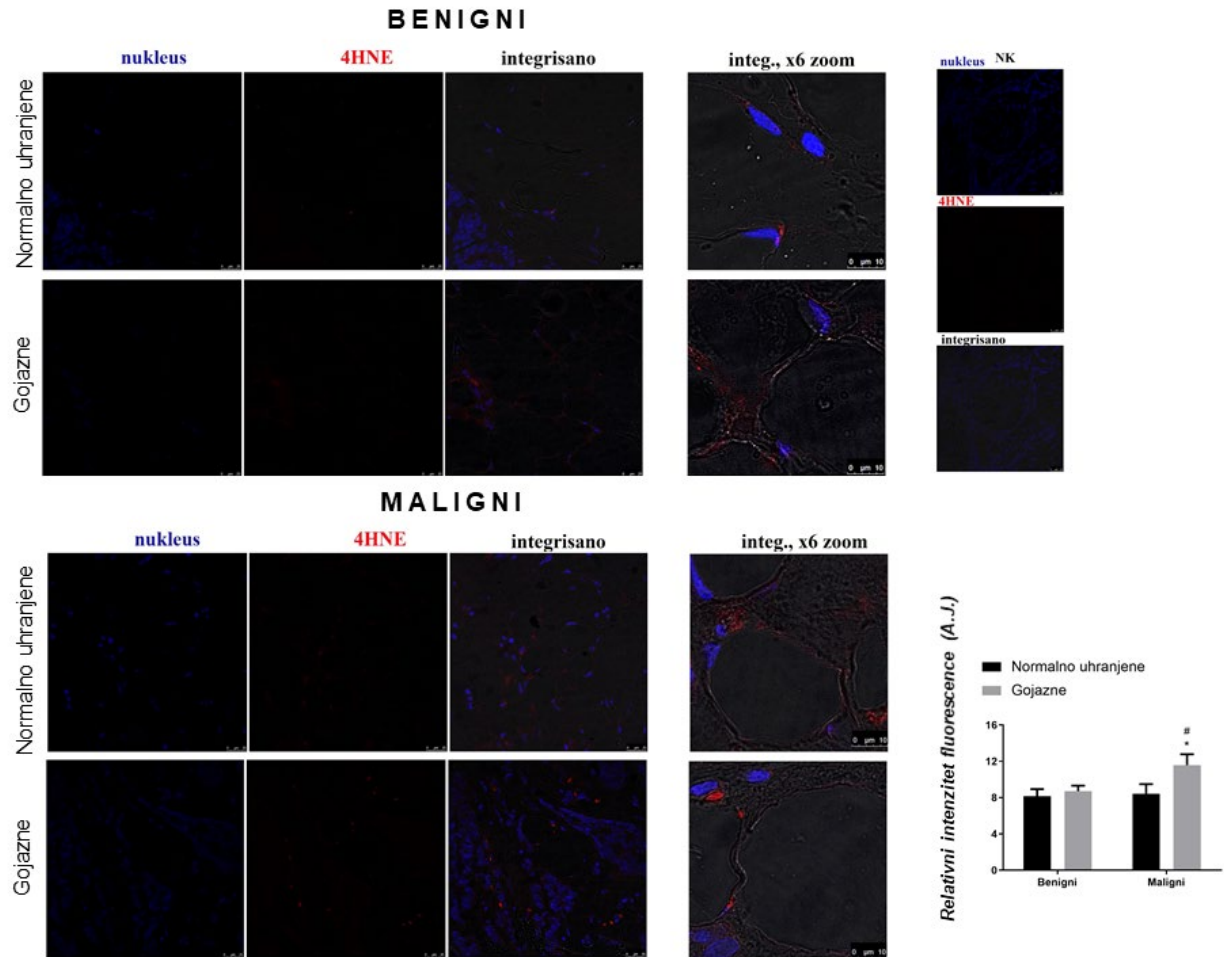 BENIGNI
nukleus 4HNE integrisano integ., x6 zoom
Normalno uhranjene
0 µm 10
Gojazne
0 µm 10
nukleus NK
4HNE
integrisano
MALIGNI
nukleus 4HNE integrisano integ., x6 zoom
Normalno uhranjene
0 µm 10
Gojazne
0 µm 10
Relativni intenzitet fluorescence (A.J.)
Normalno uhranjene
Gojazne
16
12
8
4
0
#
*
Benigni Maligni